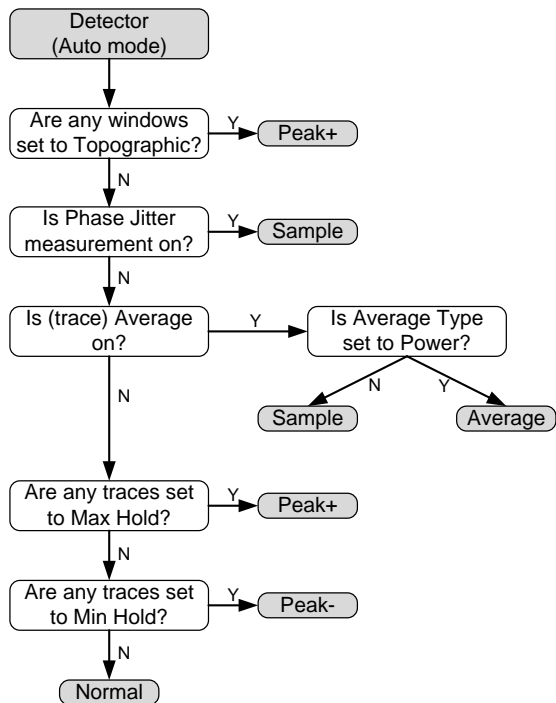 Detector
(Auto mode)
Are any windows
set to Topographic?
Y
Peak+
N
Is Phase Jitter
measurement on?
Y
Sample
N
Is (trace) Average
on?
Y
Is Average Type
set to Power?
N
Y
Sample
Average
N
Are any traces set
to Max Hold?
Y
Peak+
N
Are any traces set
to Min Hold?
Y
Peak-
N
Normal